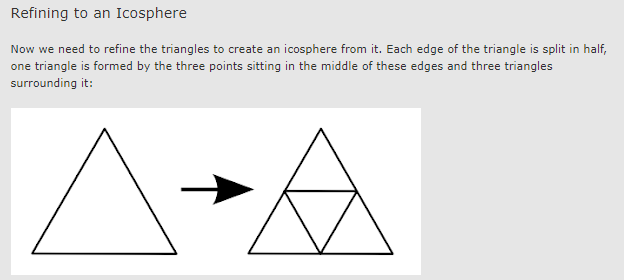 Refining to an Icosphere
Now we need to refine the triangles to create an icosphere from it. Each edge of the triangle is split in half,
one triangle is formed by the three points sitting in the middle of these edges and three triangles
surrounding it: